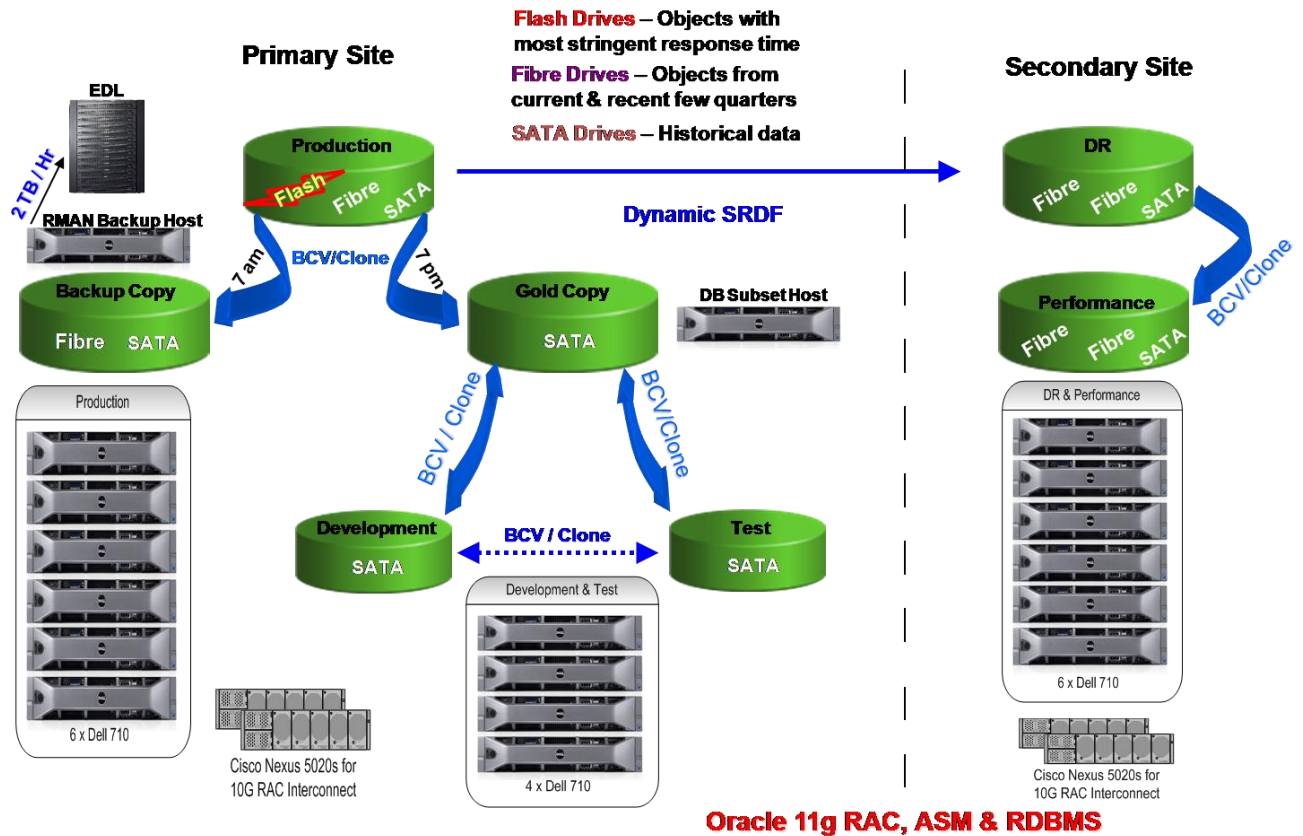 Flash Drives – Objects with
most stringent response time
Fibre Drives – Objects from
current & recent few quarters
SATA Drives – Historical data
Primary Site
Secondary Site
EDL
2 TB / Hr
RMAN Backup Host
Production
Flash
Fibre
SATA
Dynamic SRDF
DR
Fibre
Fibre
SATA
7 am
BCV/Clone
7 pm
Backup Copy
Fibre
SATA
Gold Copy
SATA
DB Subset Host
BCV/Clone
Performance
Fibre
Fibre
SATA
BCV / Clone
BCV/Clone
Production
6 x Dell 710
Development
SATA
BCV / Clone
Test
SATA
Development & Test
4 x Dell 710
DR & Performance
6 x Dell 710
Cisco Nexus 5020s for
10G RAC Interconnect
Cisco Nexus 5020s for
10G RAC Interconnect
Oracle 11g RAC, ASM & RDBMS